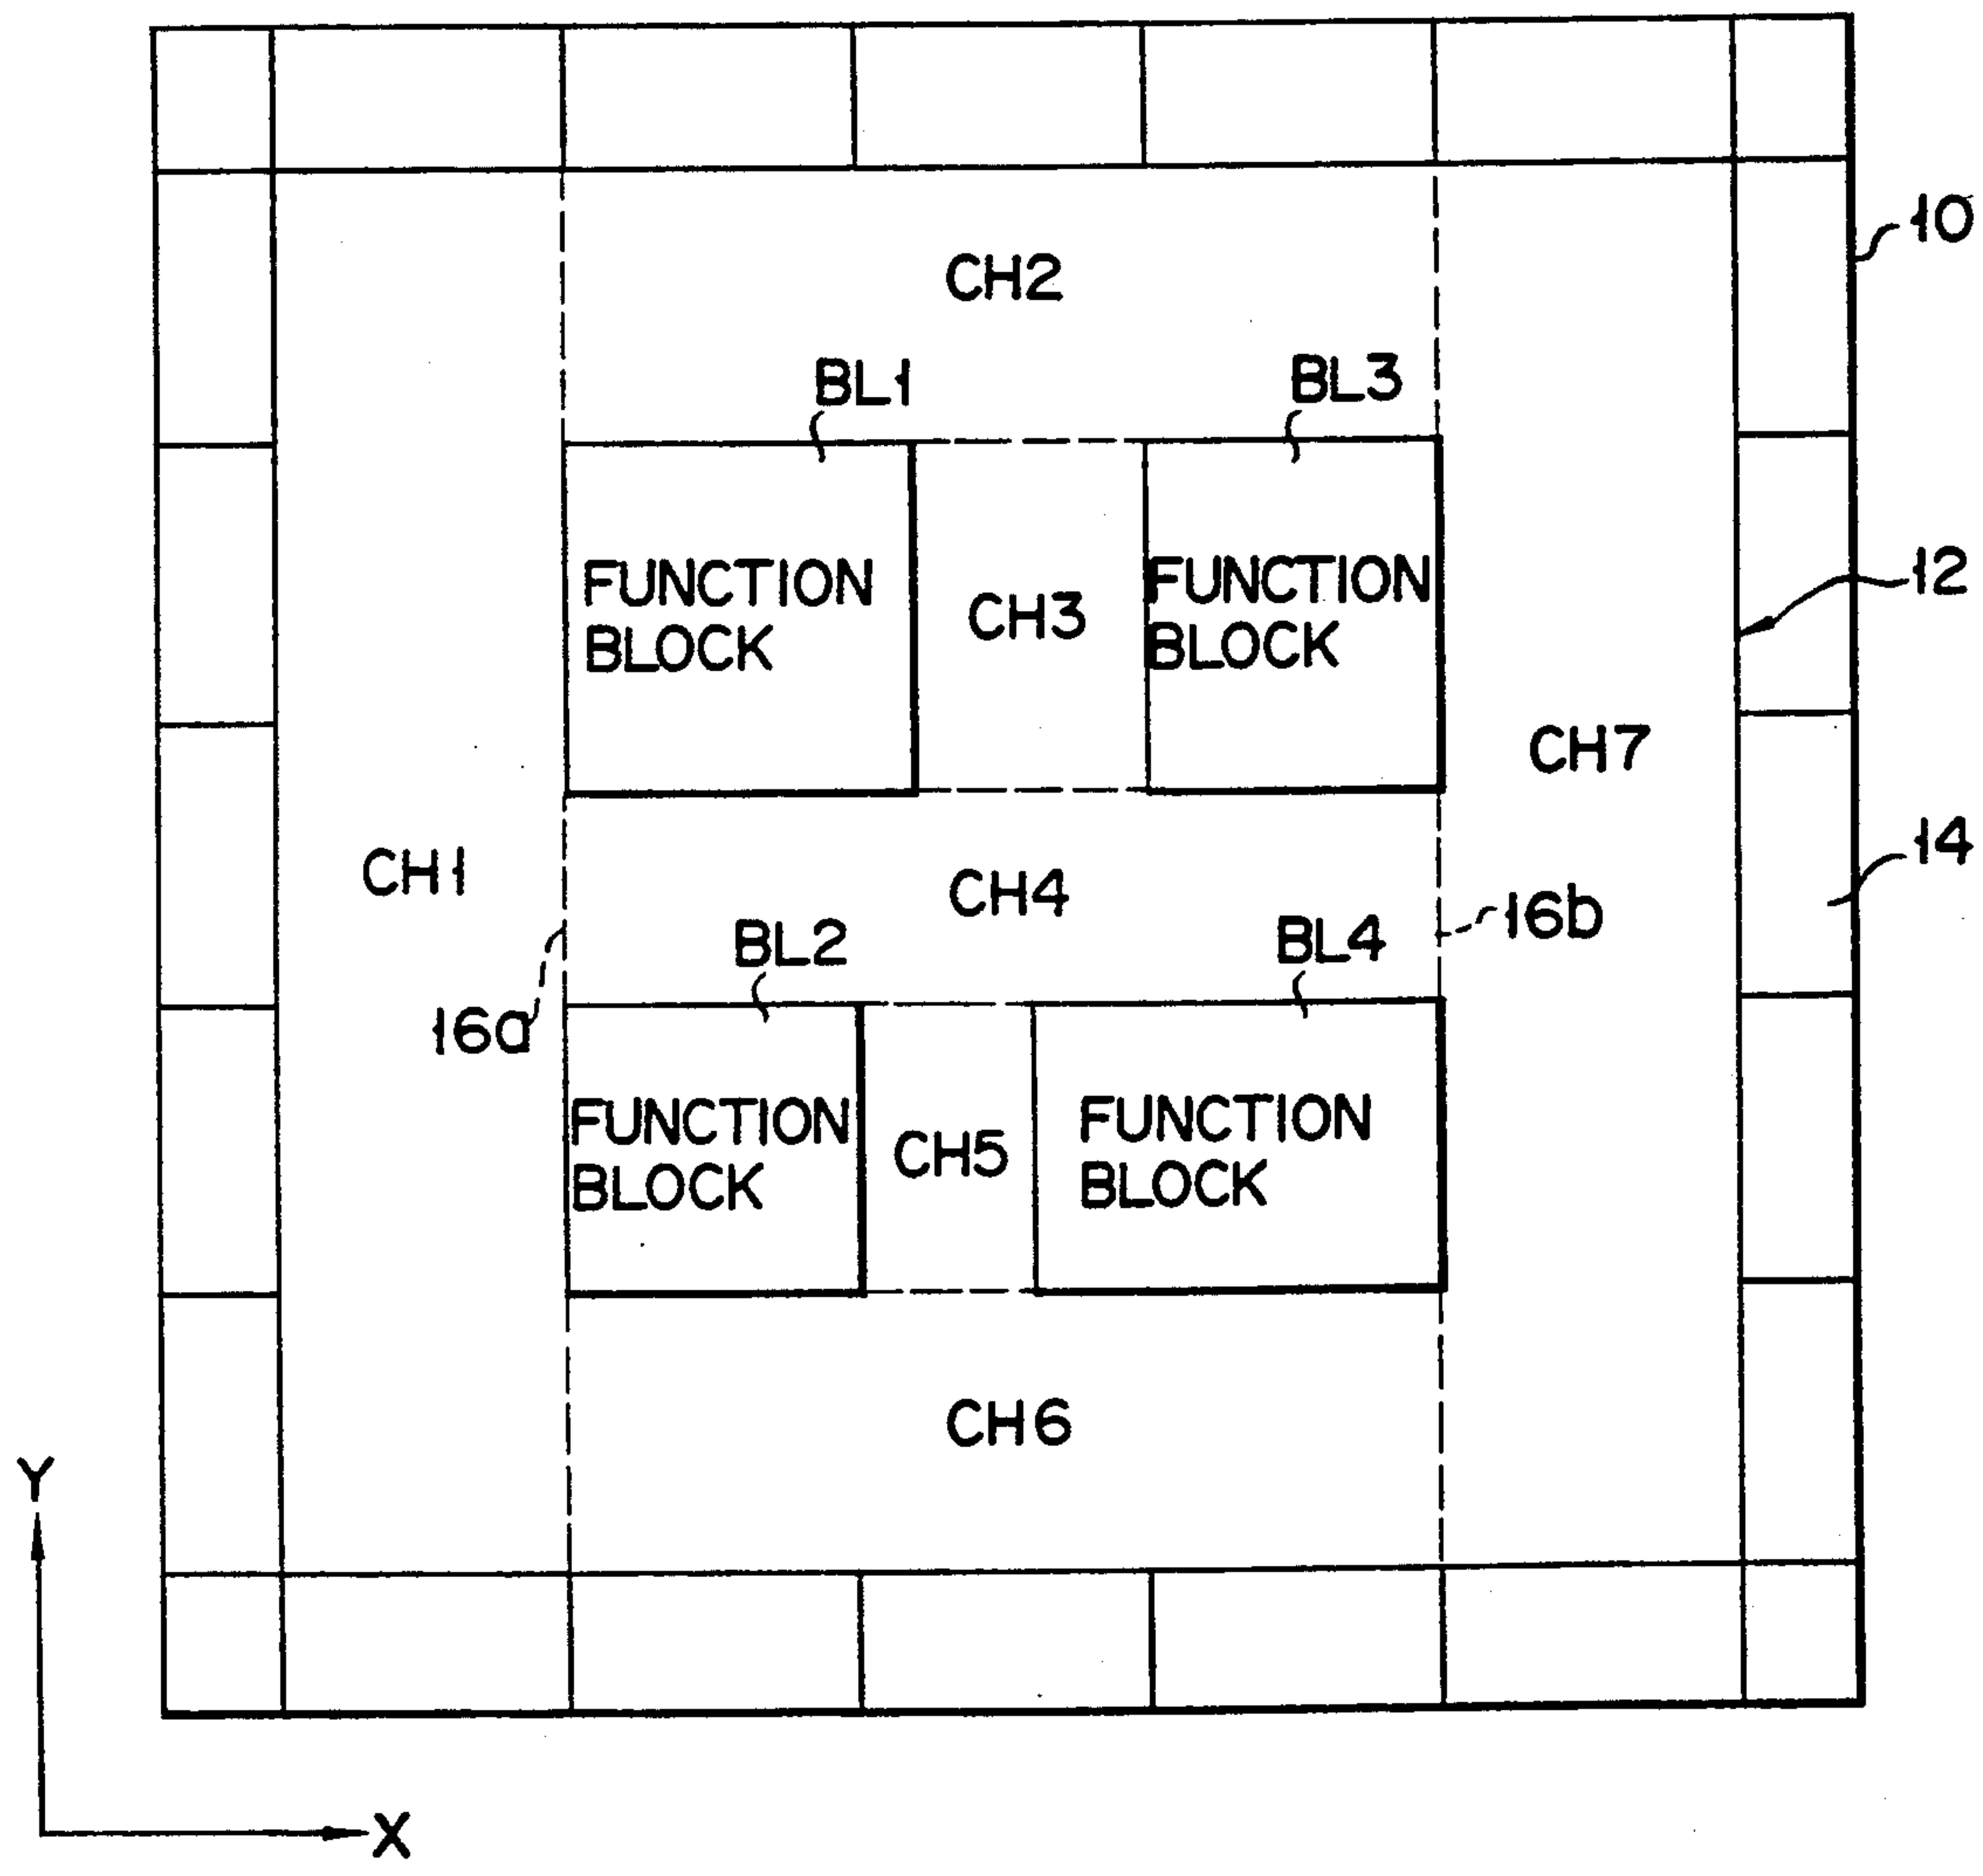 10
CH2
BL1
BL3
FUNCTION
BLOCK
CH3
FUNCTION
BLOCK
12
CH7
14
CH1
CH4
16b
BL2
BL4
16a
FUNCTION
BLOCK
CH5
FUNCTION
BLOCK
CH6
Y
X